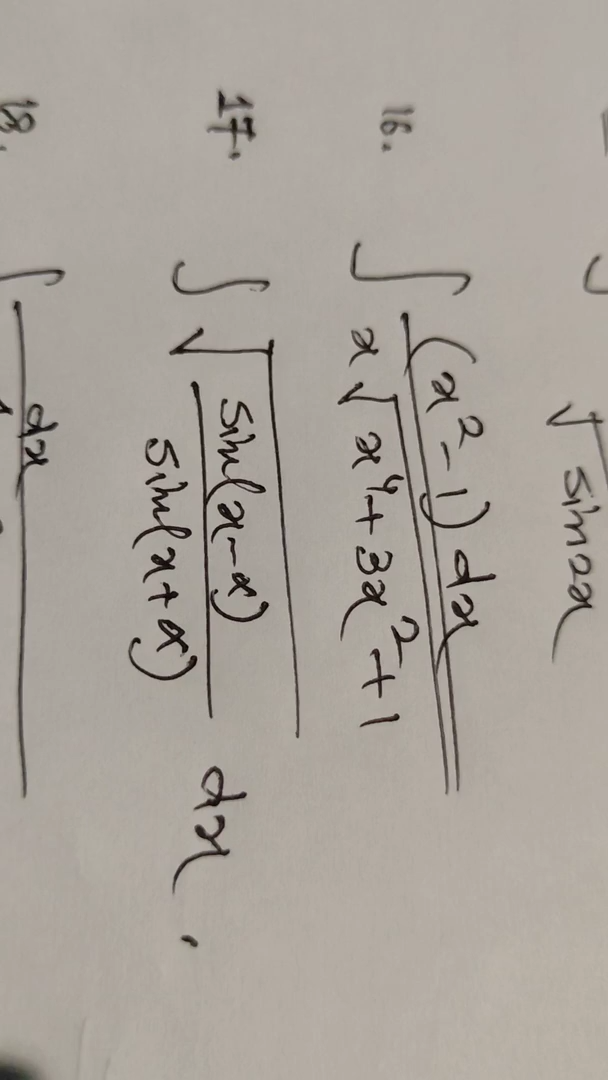 √sin2x
16. ∫ (x² - 1) dx / x√x⁴ + 3x² + 1
17. ∫ √sin(x - α) / sin(x + α) dx.
18. ∫ dx